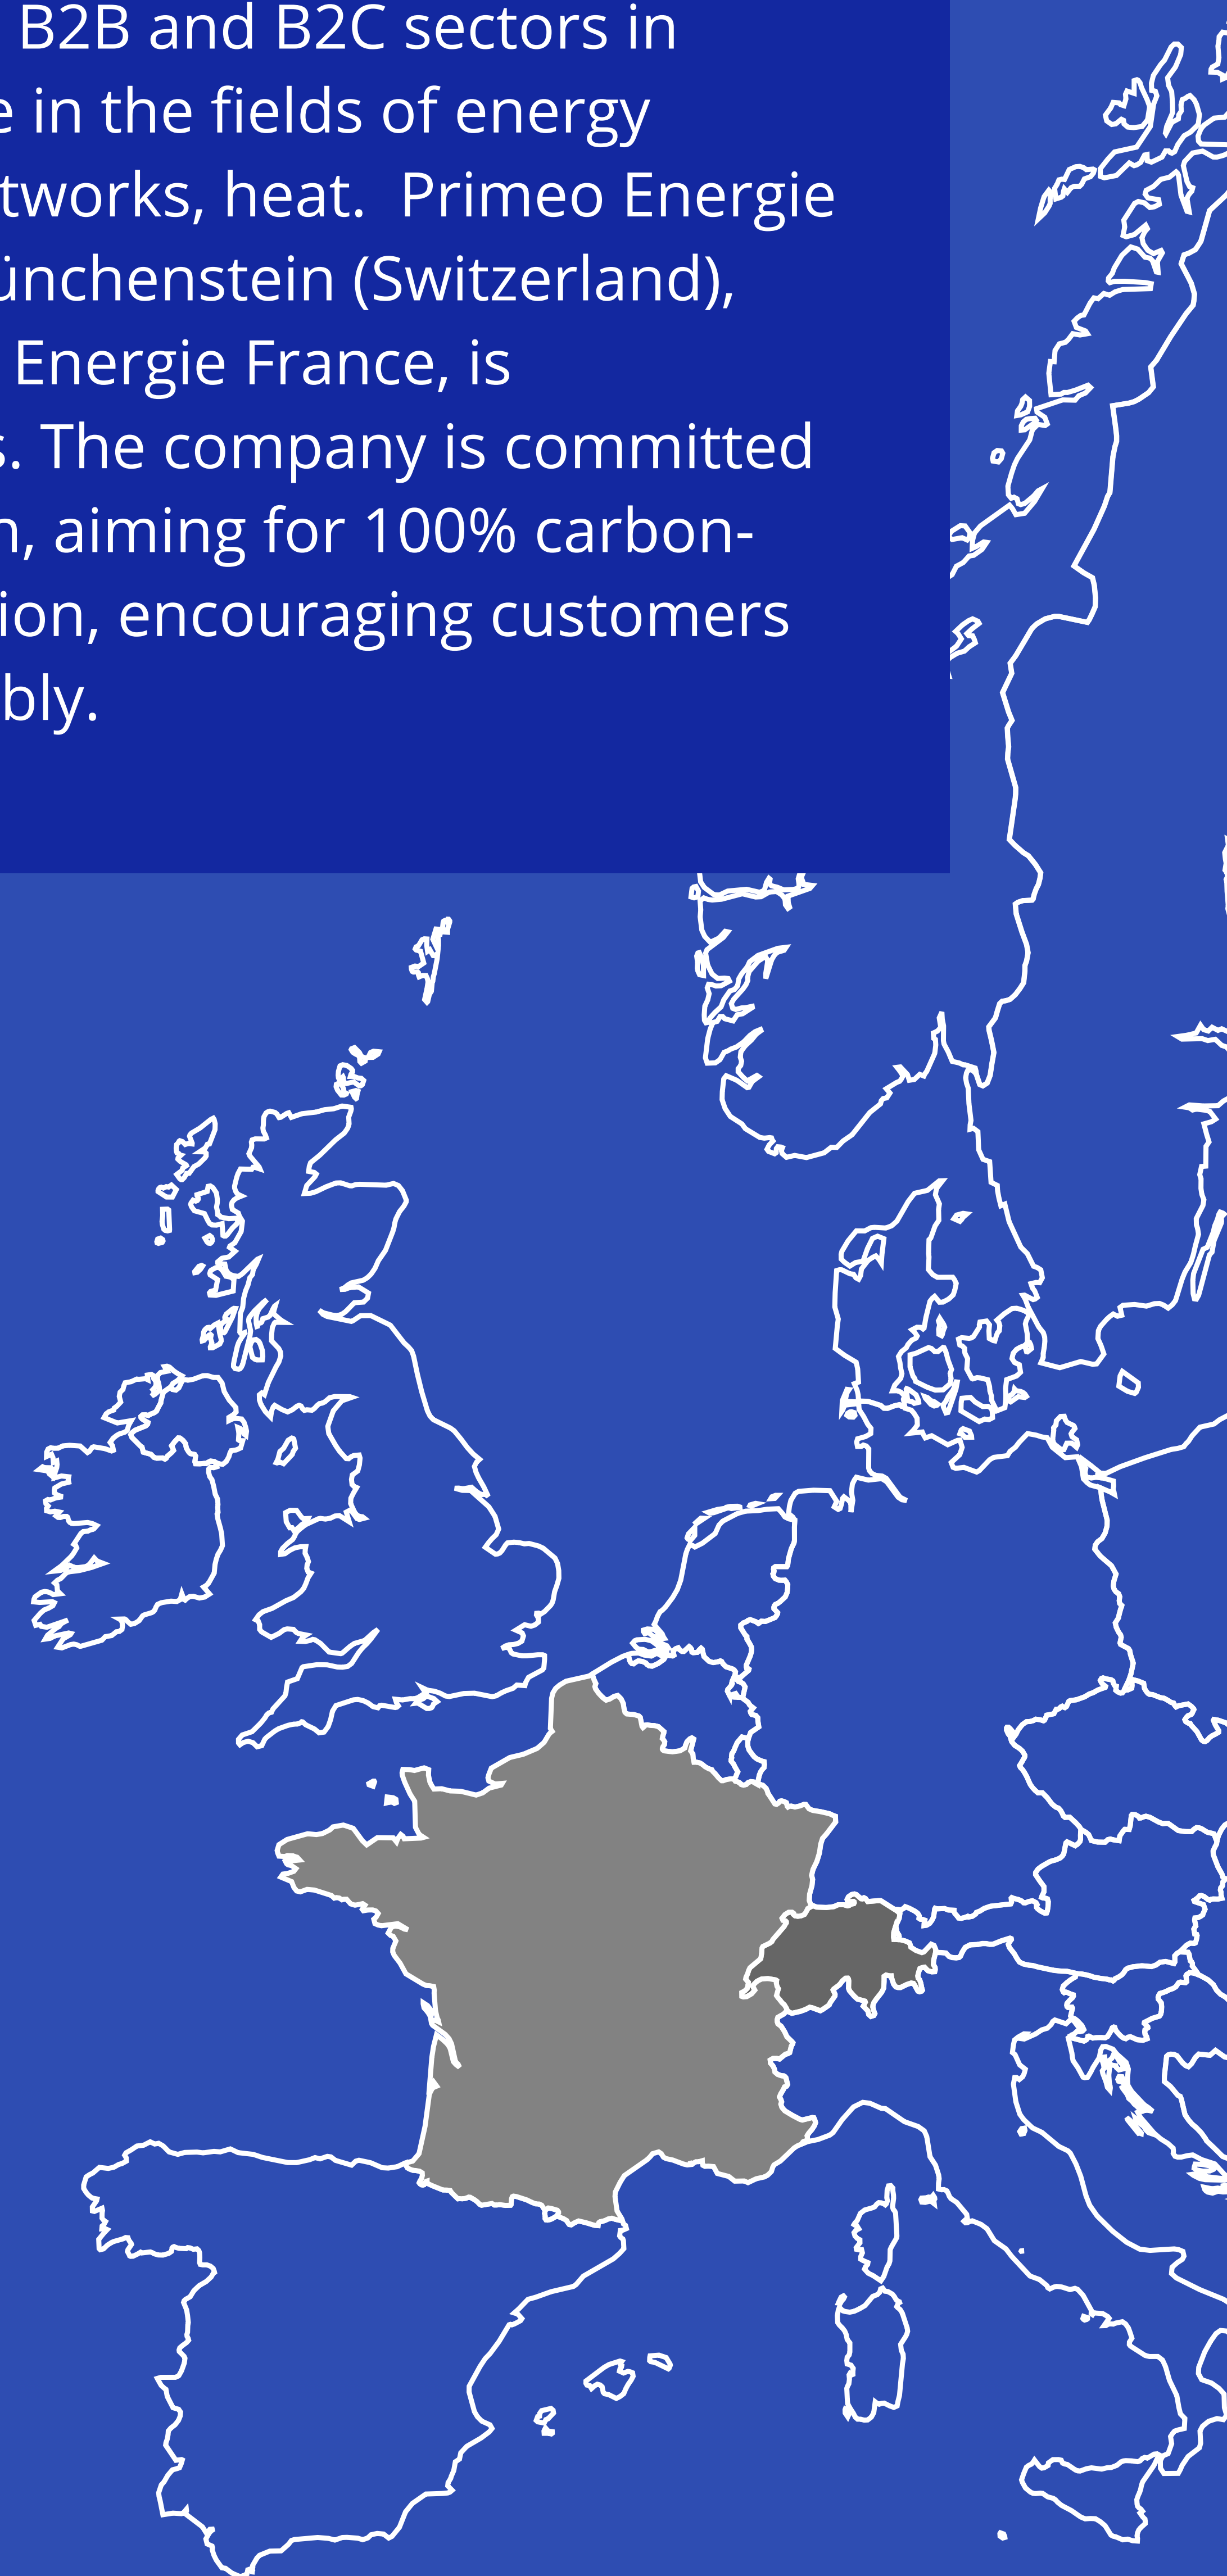 B2B and B2C sectors in
e in the fields of energy
tworks, heat. Primeo Energie
ünchenstein (Switzerland),
Energie France, is
s. The company is committed
n, aiming for 100% carbon-
ion, encouraging customers
bly.